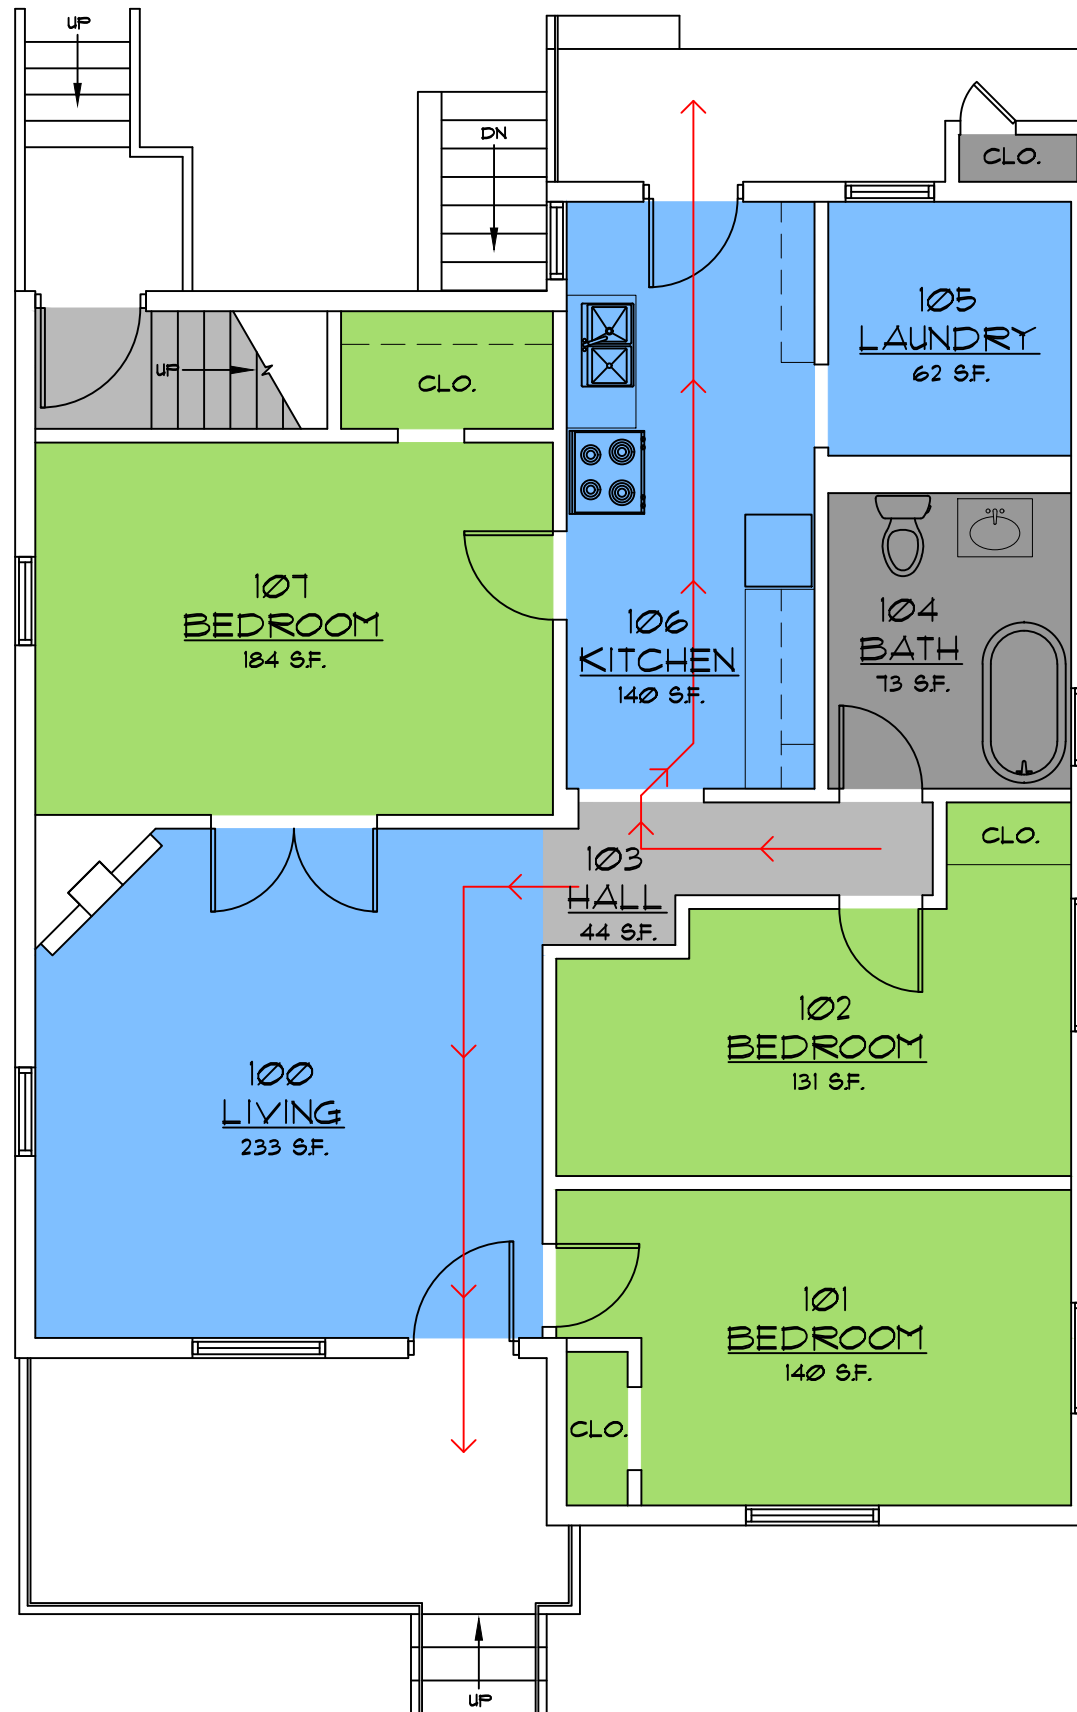 UP
DN
CLO.
105
LAUNDRY
62 S.F.
UP
CLO.
107
BEDROOM
184 S.F.
106
KITCHEN
140 S.F.
104
BATH
73 S.F.
103
HALL
44 S.F.
CLO.
102
BEDROOM
131 S.F.
100
LIVING
233 S.F.
101
BEDROOM
140 S.F.
CLO.
UP